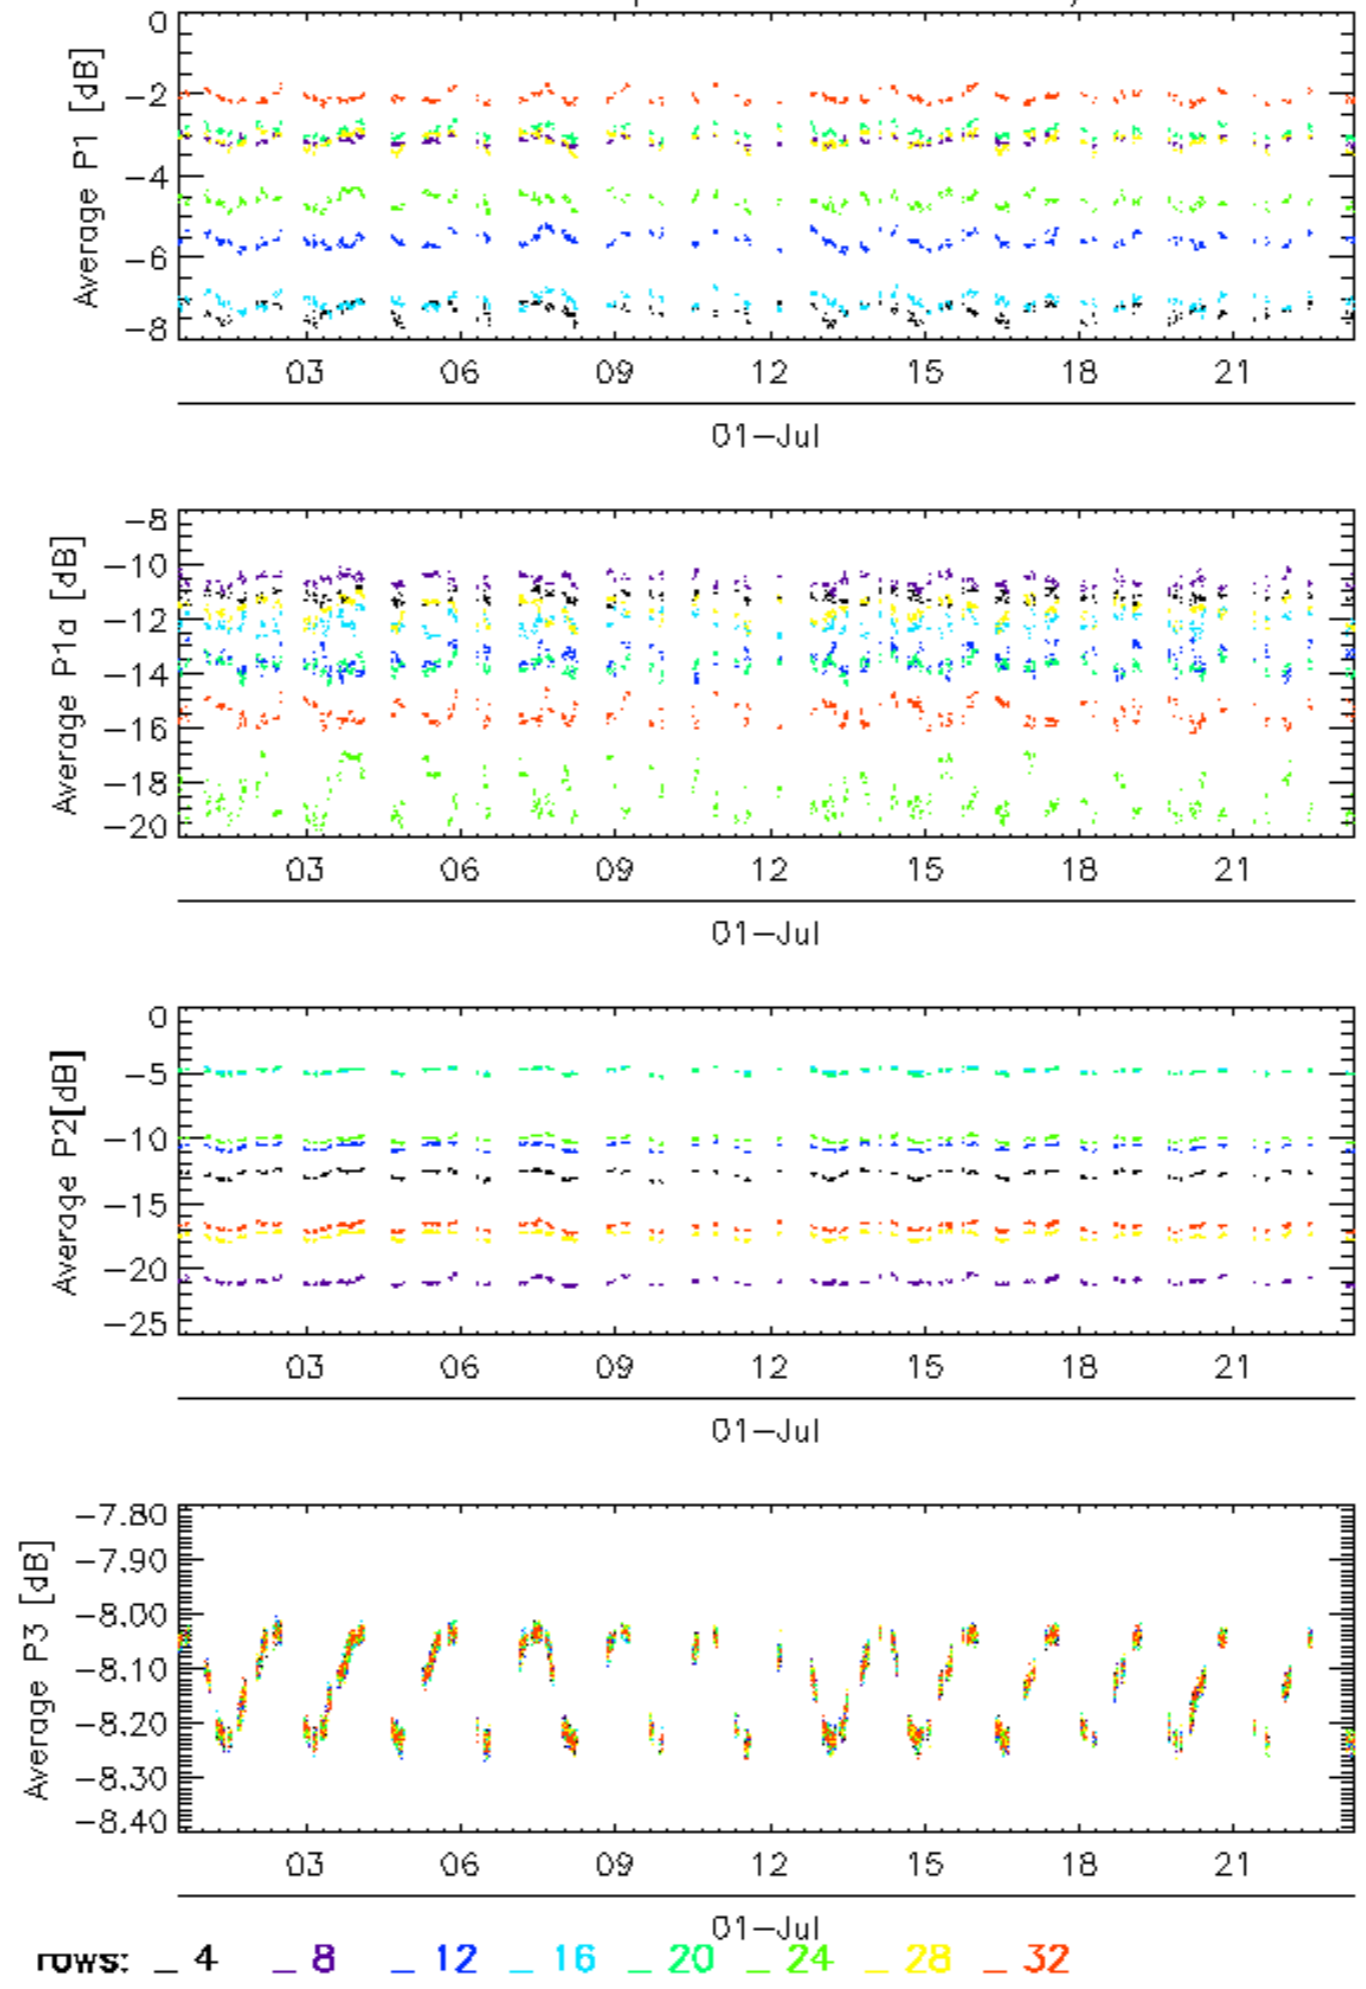 Average P1 [dB]
0
−2
−4
−6
−8
03 06 09 12 15 18 21
01−Jul
Average P1a [dB]
−8
−10
−12
−14
−16
−18
−20
03 06 09 12 15 18 21
01−Jul
Average P2[dB]
0
−5
−10
−15
−20
−25
03 06 09 12 15 18 21
01−Jul
Average P3 [dB]
−7.80
−7.90
−8.00
−8.10
−8.20
−8.30
−8.40
03 06 09 12 15 18 21
01−Jul
rows: _ 4 _ 8 _ 12 _ 16 _ 20 _ 24 _ 28 _ 32